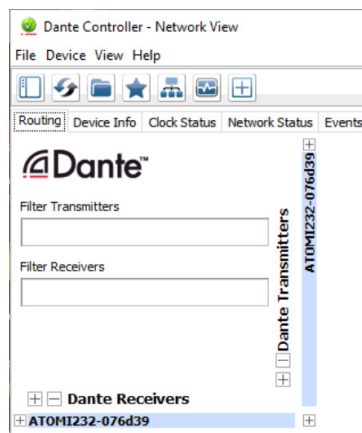 Dante Controller - Network View
File Device View Help
Routing Device Info Clock Status Network Status Events
Dante™
Filter Transmitters
Filter Receivers
Dante Transmitters
ATOMI232-076d39
Dante Receivers
ATOMI232-076d39